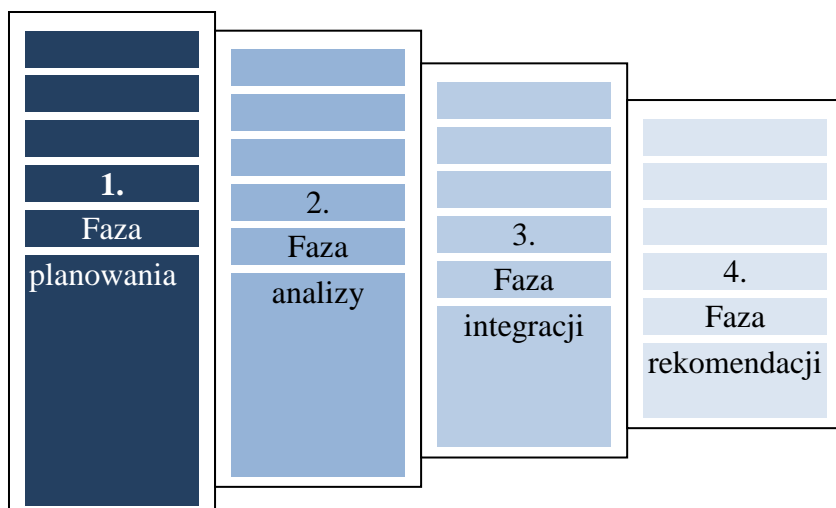 1.
Faza
planowania
2.
Faza
analizy
3.
Faza
integracji
4.
Faza
rekomendacji